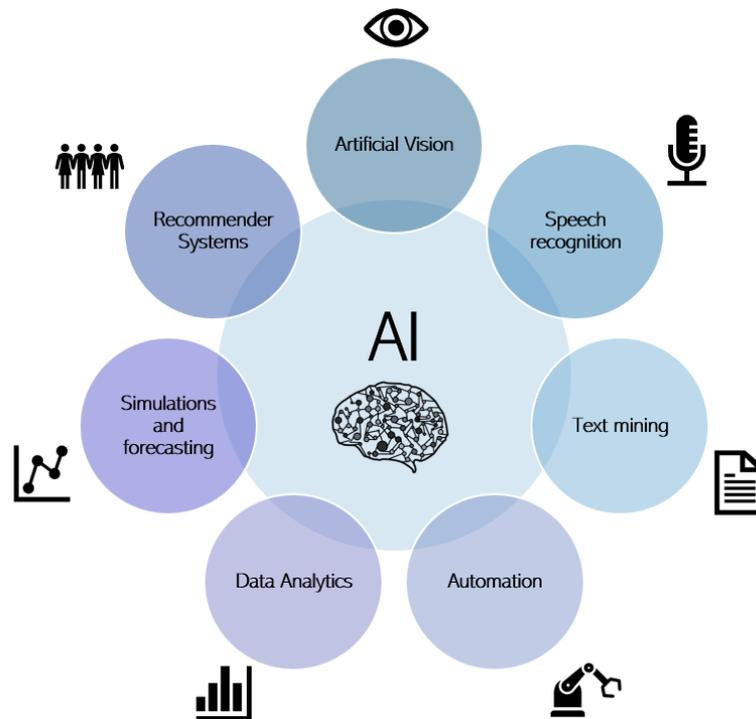 Artificial Vision
Recommender
Systems
Speech
recognition
AI
Simulations
and
forecasting
Text mining
Data Analytics
Automation